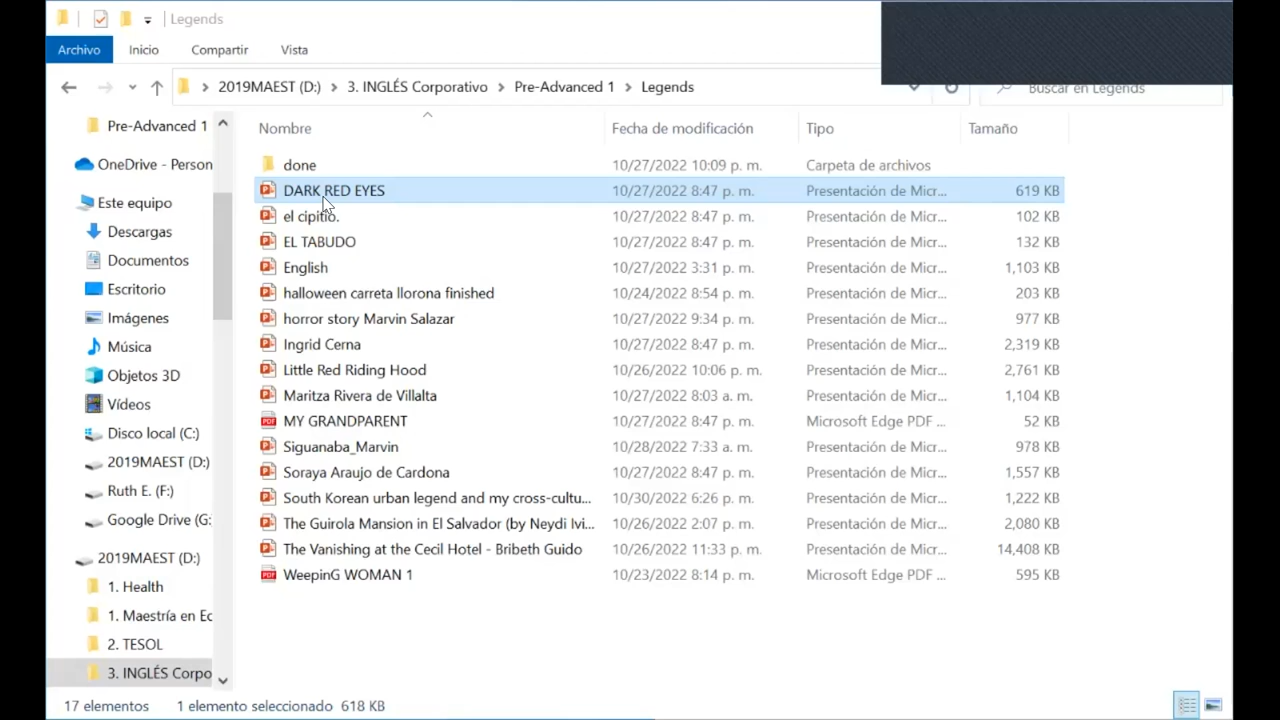 Legends
Archivo Inicio Compartir Vista
2019MAEST (D:) 3. INGLÉS Corporativo Pre-Advanced 1 Legends Buscar en Legends
Pre-Advanced 1 Nombre Fecha de modificación Tipo Tamaño
OneDrive - Person done 10/27/2022 10:09 p. m. Carpeta de archivos
DARK RED EYES 10/27/2022 8:47 p. m. Presentación de Micr... 619 KB
Este equipo el cipitio. 10/27/2022 8:47 p. m. Presentación de Micr... 102 KB
Descargas EL TABUDO 10/27/2022 8:47 p. m. Presentación de Micr... 132 KB
Documentos English 10/27/2022 3:31 p. m. Presentación de Micr... 1,103 KB
Escritorio halloween carreta llorona finished 10/24/2022 8:54 p. m. Presentación de Micr... 203 KB
Imágenes horror story Marvin Salazar 10/27/2022 9:34 p. m. Presentación de Micr... 977 KB
Música Ingrid Cerna 10/27/2022 8:47 p. m. Presentación de Micr... 2,319 KB
Objetos 3D Little Red Riding Hood 10/26/2022 10:06 p. m. Presentación de Micr... 2,761 KB
Vídeos Maritza Rivera de Villalta 10/27/2022 8:03 a. m. Presentación de Micr... 1,104 KB
Disco local (C:) MY GRANDPARENT 10/27/2022 8:47 p. m. Microsoft Edge PDF ... 52 KB
2019MAEST (D:) Siguanaba_Marvin 10/28/2022 7:33 a. m. Presentación de Micr... 978 KB
Ruth E. (F:) Soraya Araujo de Cardona 10/27/2022 8:47 p. m. Presentación de Micr... 1,557 KB
South Korean urban legend and my cross-cultu... 10/30/2022 6:26 p. m. Presentación de Micr... 1,222 KB
Google Drive (G: The Guirola Mansion in El Salvador (by Neydi Ivi... 10/26/2022 2:07 p. m. Presentación de Micr... 2,080 KB
2019MAEST (D:) The Vanishing at the Cecil Hotel - Bribeth Guido 10/26/2022 11:33 p. m. Presentación de Micr... 14,408 KB
1. Health WeepinG WOMAN 1 10/23/2022 8:14 p. m. Microsoft Edge PDF ... 595 KB
1. Maestría en Ec
2. TESOL
3. INGLÉS Corpo
17 elementos 1 elemento seleccionado 618 KB